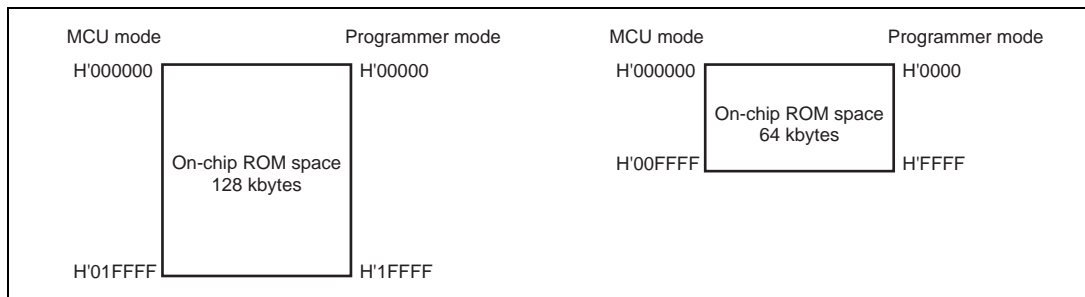 MCU mode
Programmer mode
H'000000
H'00000
On-chip ROM space
128 kbytes
H'01FFFF
H'1FFFF
MCU mode
Programmer mode
H'000000
H'0000
On-chip ROM space
64 kbytes
H'00FFFF
H'FFFF